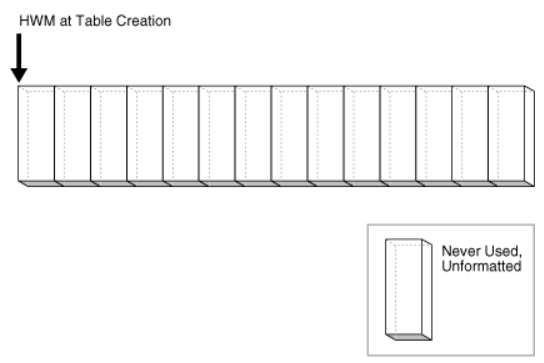 HWM at Table Creation
Never Used,
Unformatted